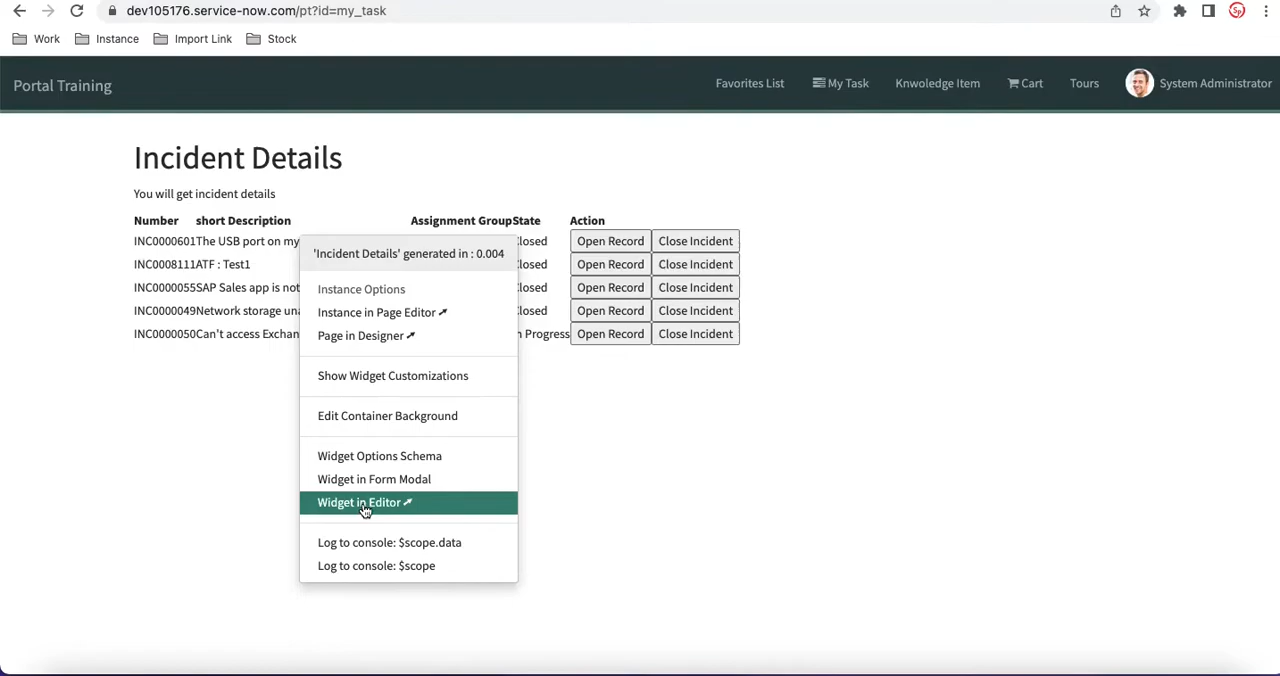 dev105176.service-now.com/pt?id=my_task
Sp
Work Instance Import Link Stock
Portal Training Favorites List My Task Knwoledge Item Cart Tours System Administrator
Incident Details
You will get incident details
Number short Description Assignment Group State Action
INC0000601 The USB port on my Closed Open Record Close Incident
INC0008111 ATF : Test1 Closed Open Record Close Incident
INC0000055 SAP Sales app is not Closed Open Record Close Incident
INC0000049 Network storage una Closed Open Record Close Incident
INC0000050 Can't access Exchan n Progress Open Record Close Incident
'Incident Details' generated in : 0.004
Instance Options
Instance in Page Editor
Page in Designer
Show Widget Customizations
Edit Container Background
Widget Options Schema
Widget in Form Modal
Widget in Editor
Log to console: $scope.data
Log to console: $scope